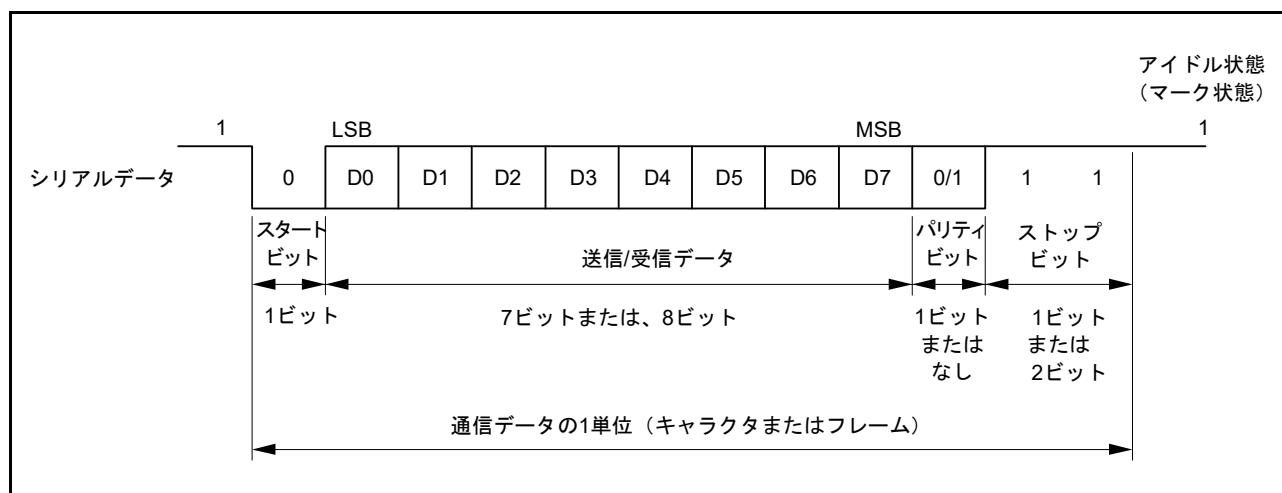 アイドル状態
（マーク状態）
1 LSB MSB 1
シリアルデータ 0 D0 D1 D2 D3 D4 D5 D6 D7 0/1 1 1
スタート
ビット
送信/受信データ
パリティ
ビット
ストップ
ビット
1ビット
7ビットまたは、8ビット
1ビット
または
なし
1ビット
または
2ビット
通信データの1単位（キャラクタまたはフレーム）